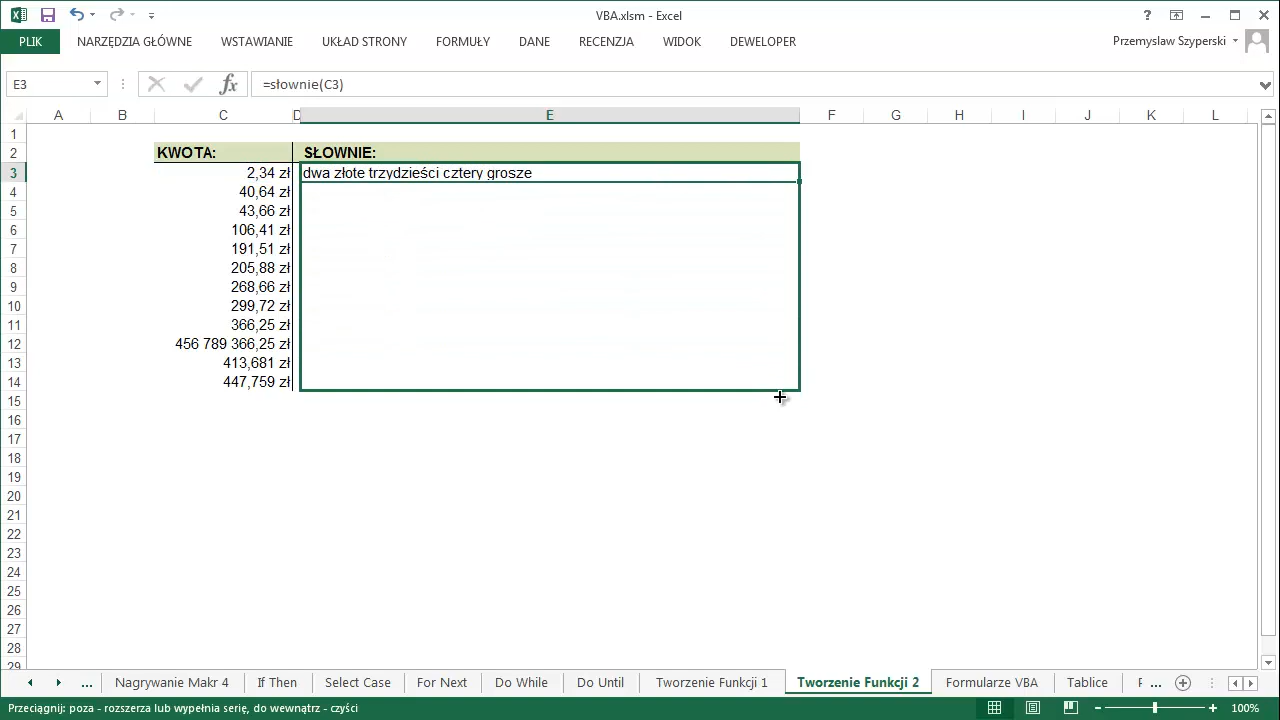 VBA.xlsm - Excel
PLIK NARZĘDZIA GŁÓWNE WSTAWIANIE UKŁAD STRONY FORMUŁY DANE RECENZJA WIDOK DEWELOPER Przemyslaw Szyperski
E3 fx =słownie(C3)
A B C D E F G H I J K L
1
2 KWOTA: SŁOWNIE:
3 2,34 zł dwa złote trzydzieści cztery grosze
4 40,64 zł
5 43,66 zł
6 106,41 zł
7 191,51 zł
8 205,88 zł
9 268,66 zł
10 299,72 zł
11 366,25 zł
12 456 789 366,25 zł
13 413,681 zł
14 447,759 zł
15
16
17
18
19
20
21
22
23
24
25
26
27
28
29
... Nagrywanie Makr 4 If Then Select Case For Next Do While Do Until Tworzenie Funkcji 1 Tworzenie Funkcji 2 Formularze VBA Tablice ...
Przeciągnij: poza - rozszerza lub wypełnia serię, do wewnątrz - czyści 100%